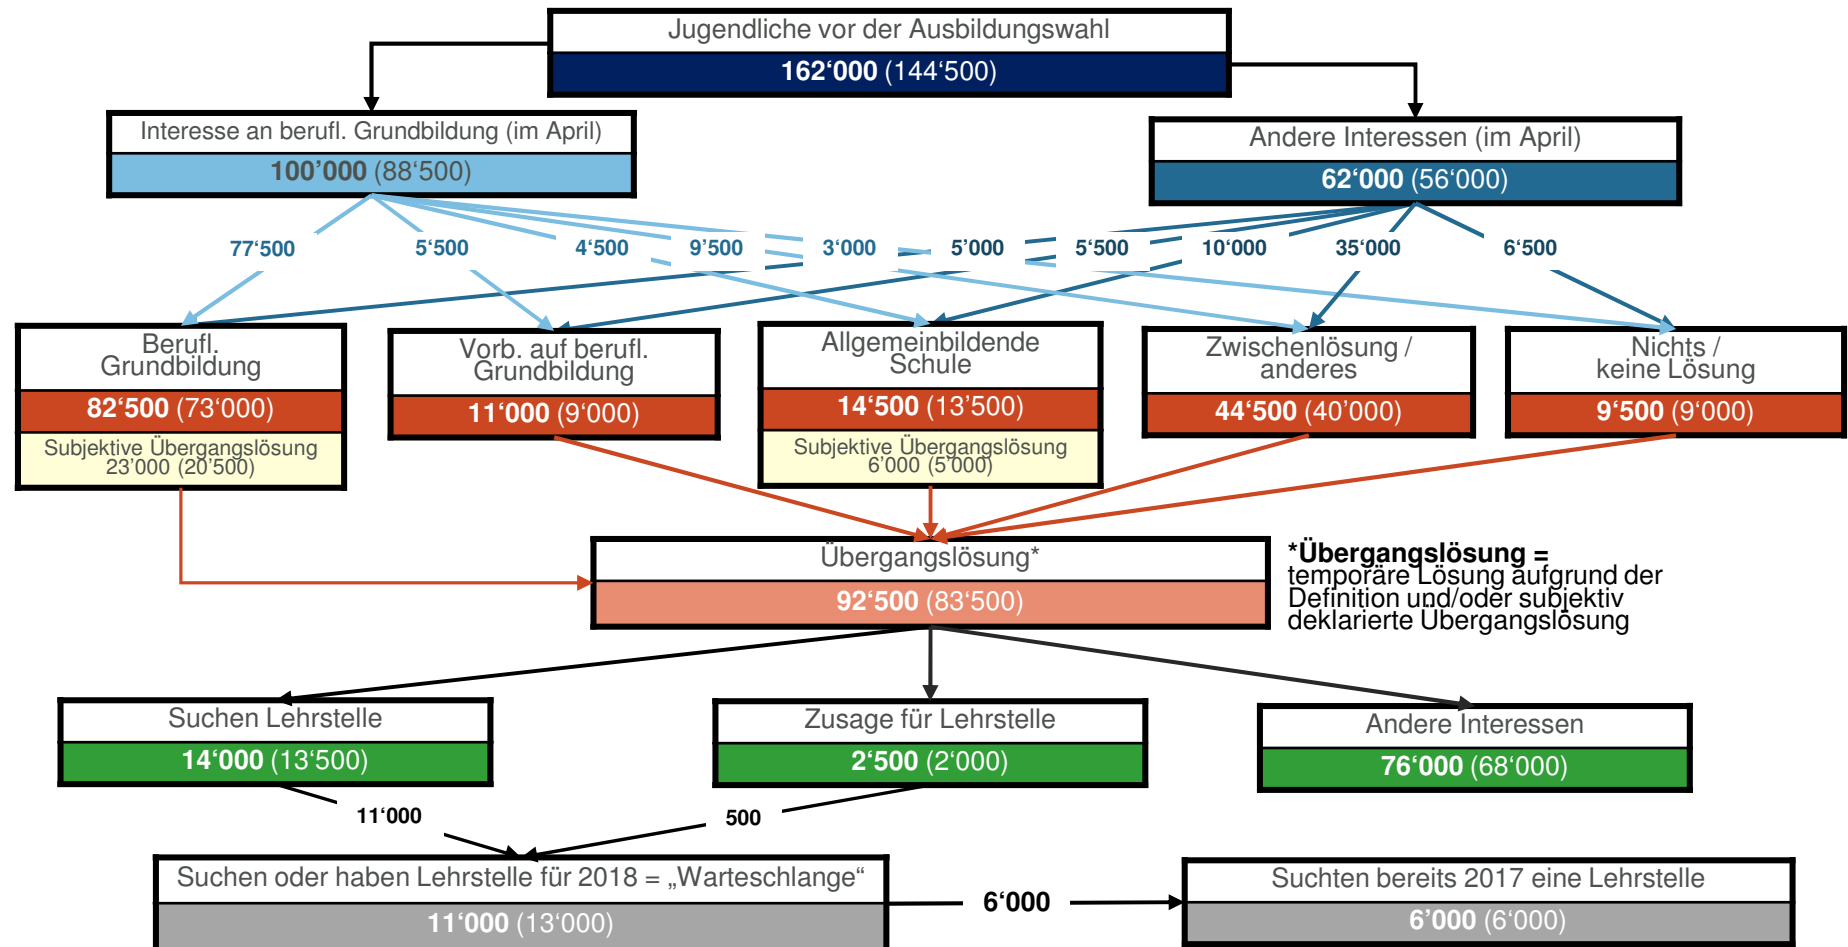 Jugendliche vor der Ausbildungswahl
162‘000 (144‘500)
Interesse an berufl. Grundbildung (im April)
100’000 (88‘500)
Andere Interessen (im April)
62‘000 (56‘000)
77‘500
5‘500
4‘500
9’500
3‘000
5’000
5‘500
10’000
35’000
6‘500
Berufl.
Grundbildung
82‘500 (73‘000)
Subjektive Übergangslösung
23’000 (20’500)
Vorb. auf berufl.
Grundbildung
11’000 (9‘000)
Allgemeinbildende
Schule
14’500 (13’500)
Subjektive Übergangslösung
6’000 (5’000)
Zwischenlösung /
anderes
44’500 (40’000)
Nichts /
keine Lösung
9’500 (9‘000)
Übergangslösung*
92‘500 (83‘500)
*Übergangslösung =
temporäre Lösung aufgrund der
Definition und/oder subjektiv
deklarierte Übergangslösung
Suchen Lehrstelle
14‘000 (13’500)
Zusage für Lehrstelle
2‘500 (2‘000)
Andere Interessen
76‘000 (68‘000)
11’000
500
Suchen oder haben Lehrstelle für 2018 = „Warteschlange“
11‘000 (13’000)
6‘000
Suchten bereits 2017 eine Lehrstelle
6’000 (6’000)